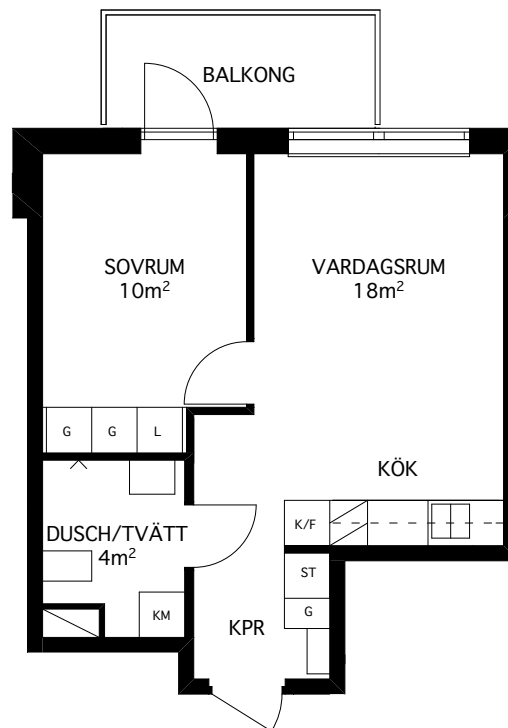 BALKONG
SOVRUM
10m²
VARDAGSRUM
18m²
G G L
KÖK
K/F
DUSCH/TVÄTT
4m²
ST
G
KM
KPR